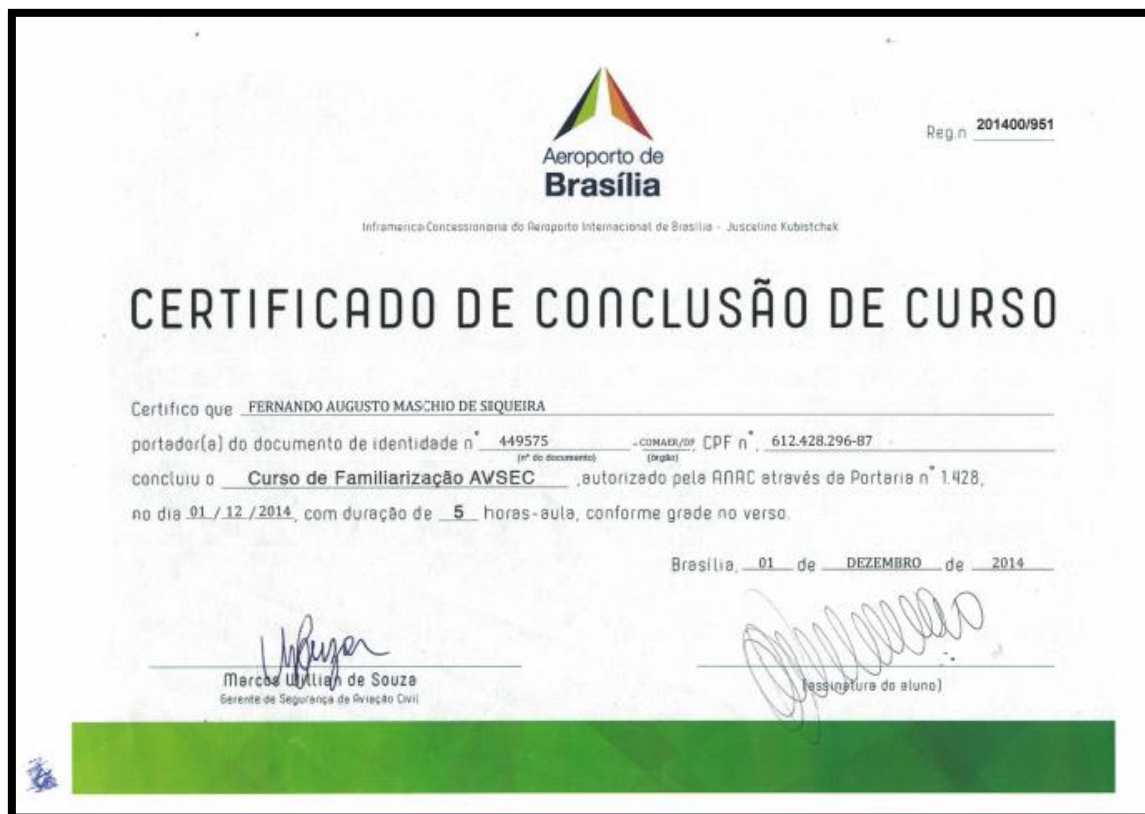 Aeroporto de
Brasília
Reg.n 201400/951
Inframerica Concessionaria do Aeroporto Internacional de Brasília - Juscelino Kubistchek
CERTIFICADO DE CONCLUSÃO DE CURSO
Certifico que FERNANDO AUGUSTO MASCHIO DE SIQUEIRA
portador(a) do documento de identidade n° 449575 - COMAER/DF CPF n° 612.428.296-87
(n° do documento) (órgão)
concluiu o Curso de Familiarização AVSEC ,autorizado pela ANAC através da Portaria n° 1.428,
no dia 01 / 12 / 2014, com duração de 5 horas-aula, conforme grade no verso.
Brasília, 01 de DEZEMBRO de 2014
Marcos Willian de Souza
Gerente de Segurança da Aviação Civil
(assinatura do aluno)